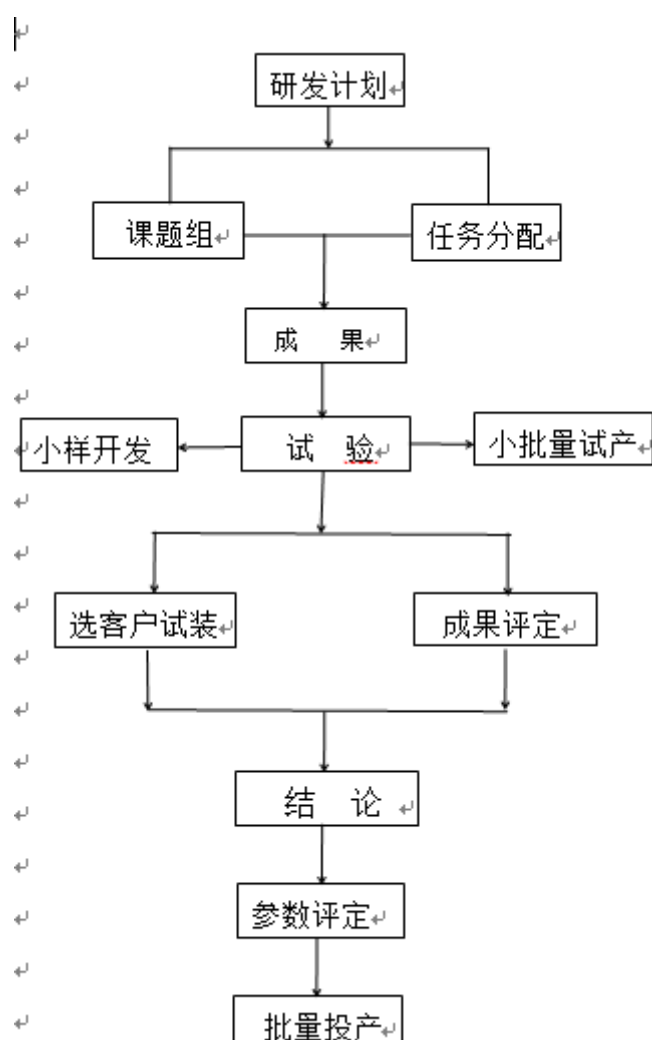 研发计划
课题组 任务分配
成 果
小样开发 试 验 小批量试产
选客户试装 成果评定
结 论
参数评定
批量投产